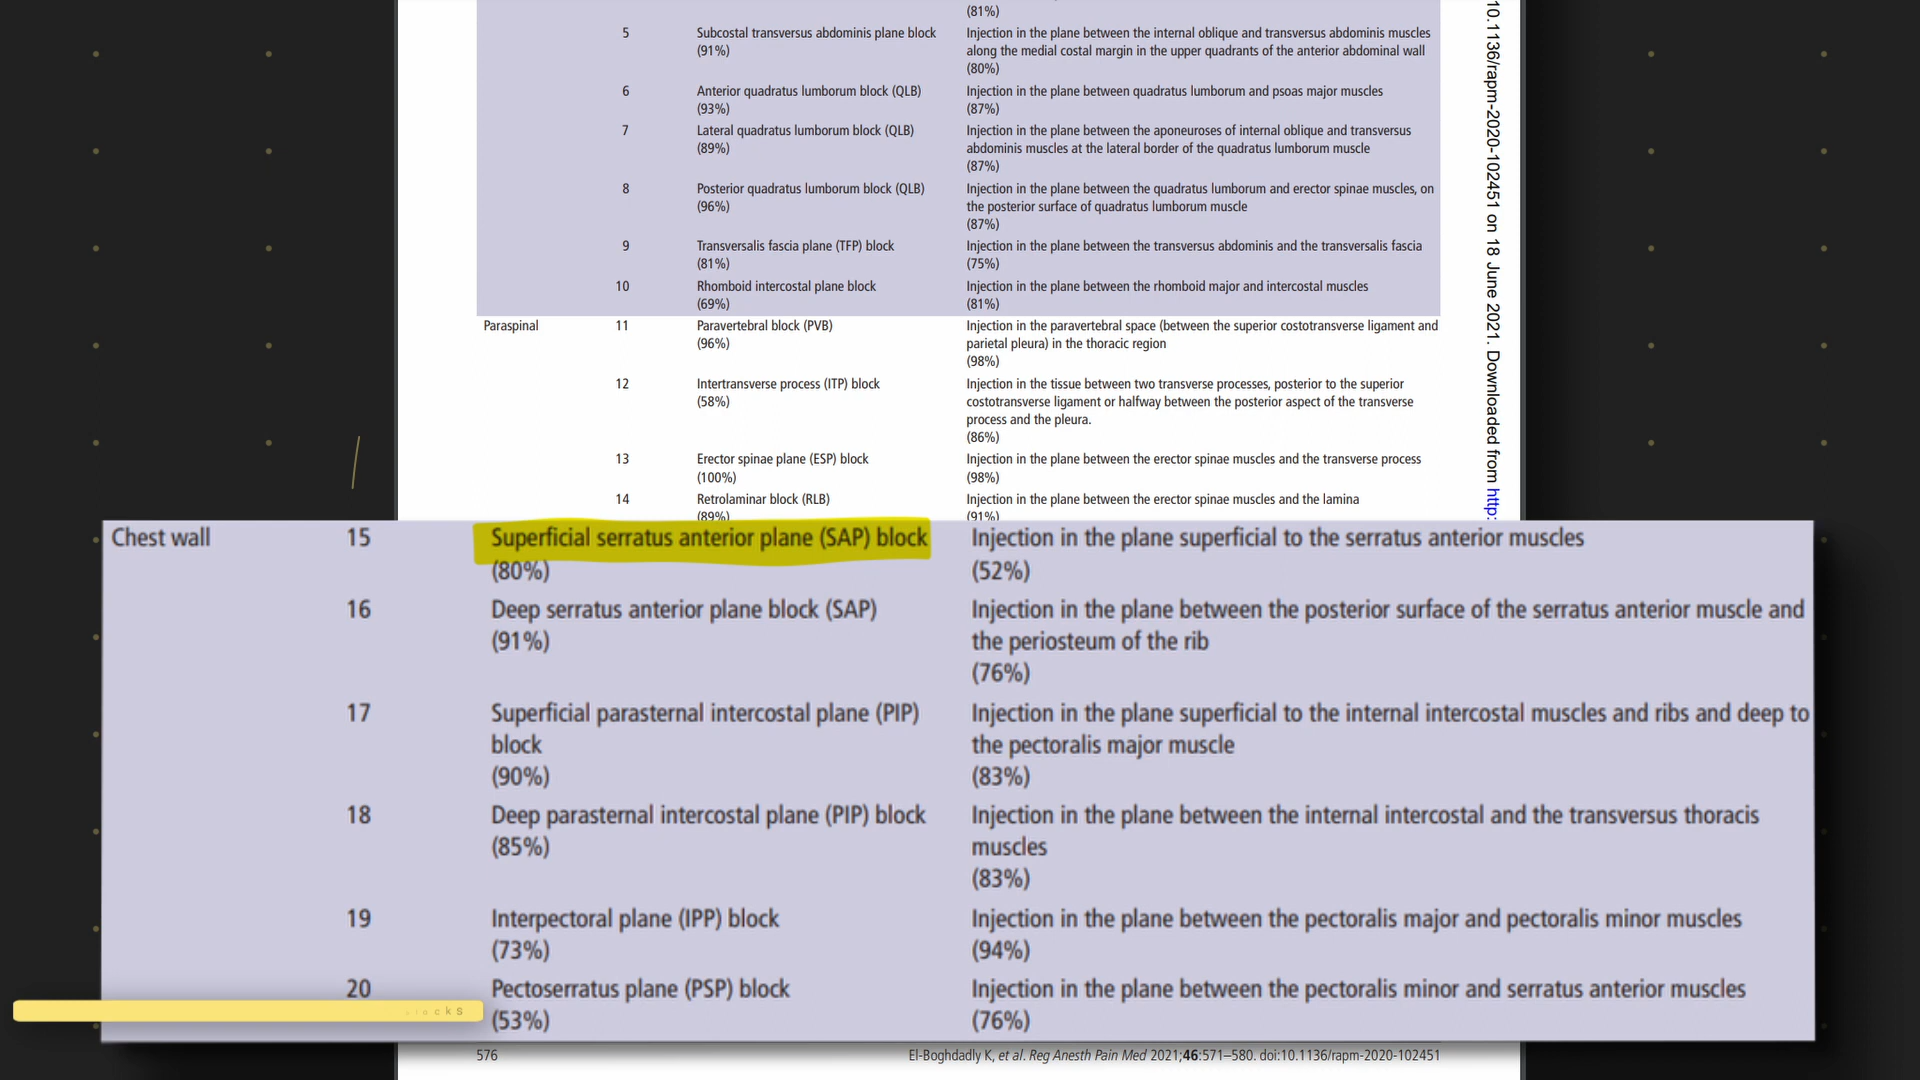 (81%)
5 Subcostal transversus abdominis plane block Injection in the plane between the internal oblique and transversus abdominis muscles
(91%) along the medial costal margin in the upper quadrants of the anterior abdominal wall
(80%)
6 Anterior quadratus lumborum block (QLB) Injection in the plane between quadratus lumborum and psoas major muscles
(93%) (87%)
7 Lateral quadratus lumborum block (QLB) Injection in the plane between the aponeuroses of internal oblique and transversus
(89%) abdominis muscles at the lateral border of the quadratus lumborum muscle
(87%)
8 Posterior quadratus lumborum block (QLB) Injection in the plane between the quadratus lumborum and erector spinae muscles, on
(96%) the posterior surface of quadratus lumborum muscle
(87%)
9 Transversalis fascia plane (TFP) block Injection in the plane between the transversus abdominis and the transversalis fascia
(81%) (75%)
10 Rhomboid intercostal plane block Injection in the plane between the rhomboid major and intercostal muscles
(69%) (81%)
Paraspinal 11 Paravertebral block (PVB) Injection in the paravertebral space (between the superior costotransverse ligament and
(96%) parietal pleura) in the thoracic region
(98%)
12 Intertransverse process (ITP) block Injection in the tissue between two transverse processes, posterior to the superior
(58%) costotransverse ligament or halfway between the posterior aspect of the transverse
process and the pleura.
(86%)
13 Erector spinae plane (ESP) block Injection in the plane between the erector spinae muscles and the transverse process
(100%) (98%)
14 Retrolaminar block (RLB) Injection in the plane between the erector spinae muscles and the lamina
(89%) (91%)
Chest wall 15 Superficial serratus anterior plane (SAP) block Injection in the plane superficial to the serratus anterior muscles
(80%) (52%)
16 Deep serratus anterior plane block (SAP) Injection in the plane between the posterior surface of the serratus anterior muscle and
(91%) the periosteum of the rib
(76%)
17 Superficial parasternal intercostal plane (PIP) Injection in the plane superficial to the internal intercostal muscles and ribs and deep to
block the pectoralis major muscle
(90%) (83%)
18 Deep parasternal intercostal plane (PIP) block Injection in the plane between the internal intercostal and the transversus thoracis
(85%) muscles
(83%)
19 Interpectoral plane (IPP) block Injection in the plane between the pectoralis major and pectoralis minor muscles
(73%) (94%)
20 Pectoserratus plane (PSP) block Injection in the plane between the pectoralis minor and serratus anterior muscles
(53%) (76%)
576 El-Boghdadly K, et al. Reg Anesth Pain Med 2021;46:571–580. doi:10.1136/rapm-2020-102451
10.1136/rapm-2020-102451 on 18 June 2021. Downloaded from http: